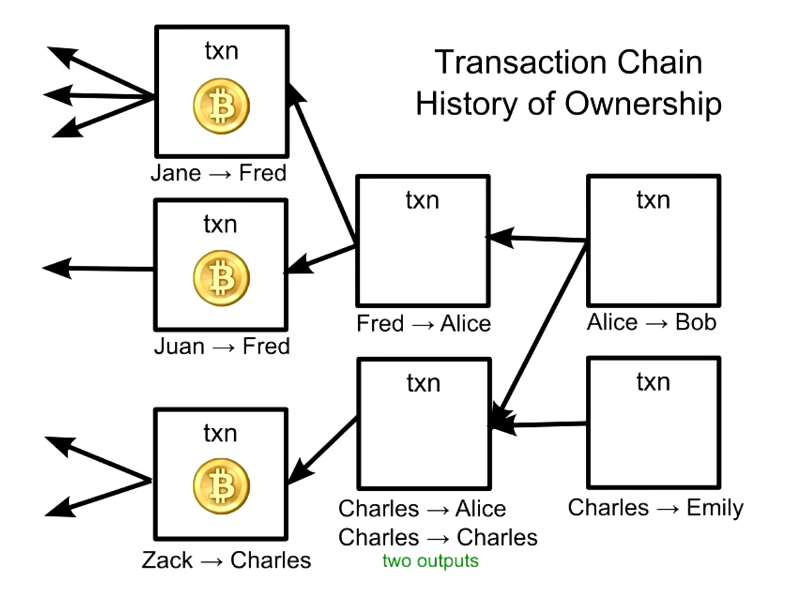 Transaction Chain
History of Ownership
txn
₿
Jane → Fred
txn
₿
Juan → Fred
txn
Fred → Alice
txn
Alice → Bob
txn
₿
Zack → Charles
txn
Charles → Alice
Charles → Charles
two outputs
txn
Charles → Emily